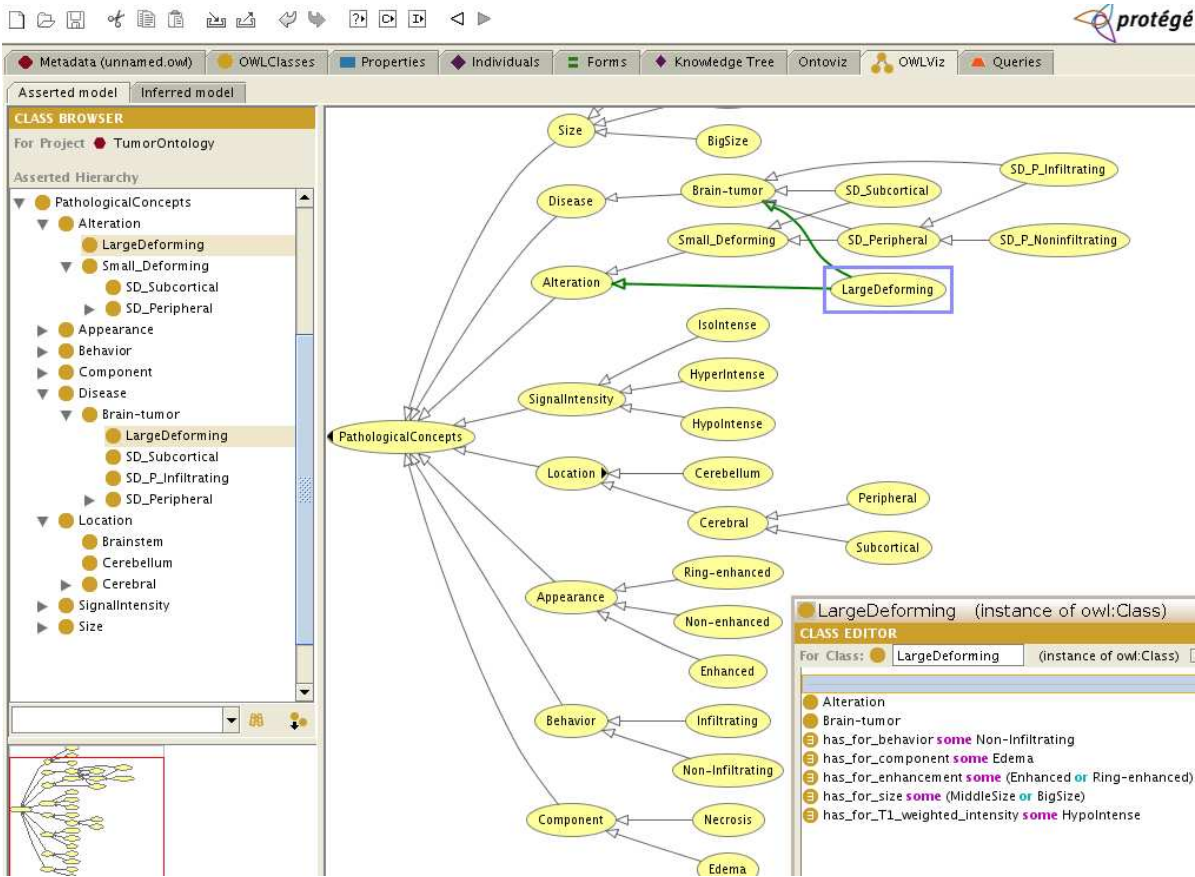 protégé
Metadata (unnamed.owl) OWLClasses Properties Individuals Forms Knowledge Tree Ontoviz OWLViz Queries
Asserted model Inferred model
CLASS BROWSER
For Project TumorOntology
Asserted Hierarchy
PathologicalConcepts
Alteration
LargeDeforming
Small_Deforming
SD_Subcortical
SD_Peripheral
Appearance
Behavior
Component
Disease
Brain-tumor
LargeDeforming
SD_Subcortical
SD_P_Infiltrating
SD_Peripheral
Location
Brainstem
Cerebellum
Cerebral
SignalIntensity
Size
Size
BigSize
SD_P_Infiltrating
Disease
Brain-tumor
SD_Subcortical
Small_Deforming
SD_Peripheral
SD_P_Noninfiltrating
Alteration
LargeDeforming
IsoIntense
HyperIntense
SignalIntensity
HypoIntense
PathologicalConcepts
Location
Cerebellum
Peripheral
Cerebral
Subcortical
Ring-enhanced
Appearance
Non-enhanced
Enhanced
Behavior
Infiltrating
Non-Infiltrating
Component
Necrosis
Edema
LargeDeforming (instance of owl:Class)
CLASS EDITOR
For Class: LargeDeforming (instance of owl:Class)
Alteration
Brain-tumor
has_for_behavior some Non-Infiltrating
has_for_component some Edema
has_for_enhancement some (Enhanced or Ring-enhanced)
has_for_size some (MiddleSize or BigSize)
has_for_T1_weighted_intensity some HypoIntense